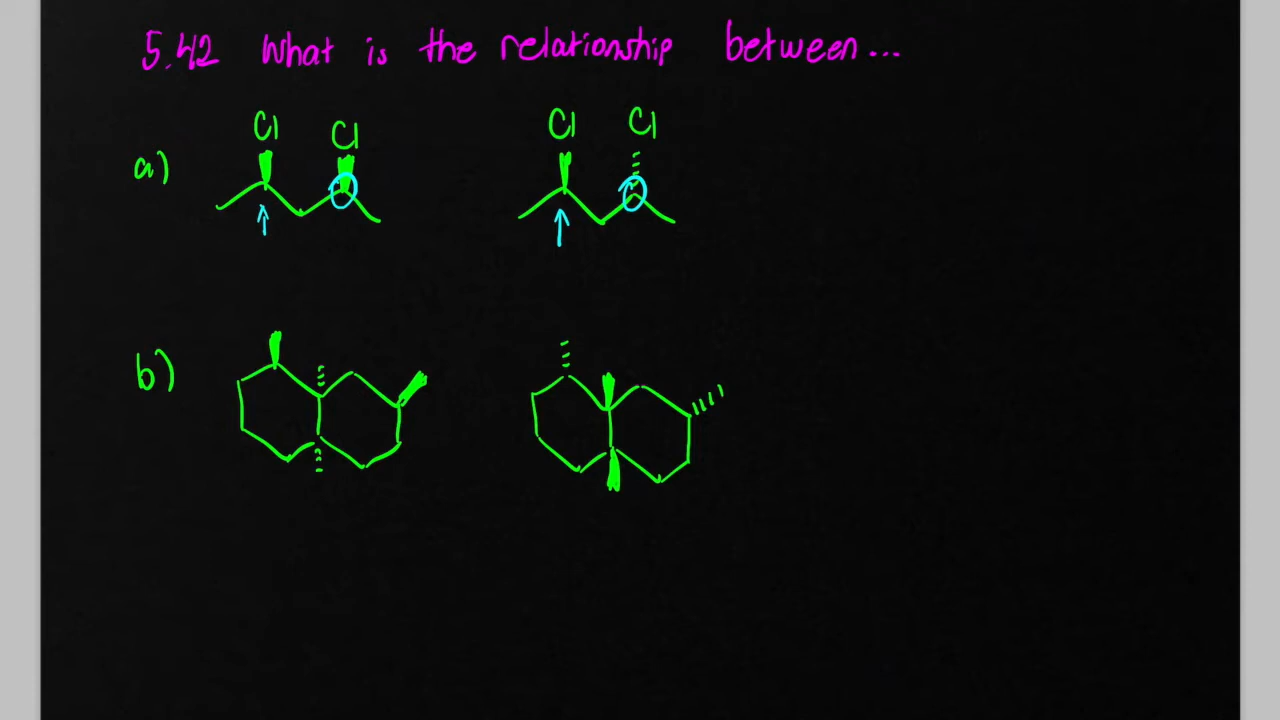 5.42 What is the relationship between...
Cl Cl Cl Cl
a)
b)